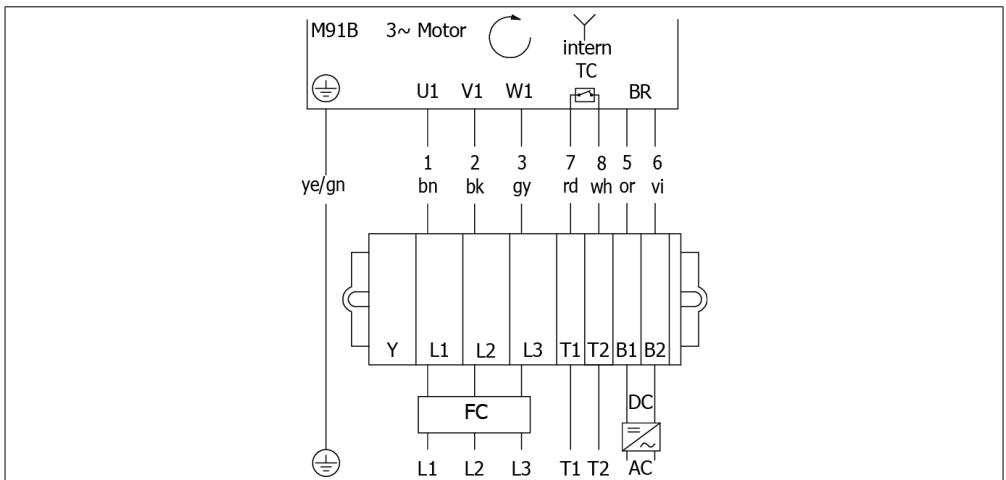 M91B 3~ Motor
intern
TC
U1 V1 W1 BR
1 2 3 7 8 5 6
ye/gn bn bk gy rd wh or vi
Y L1 L2 L3 T1 T2 B1 B2
FC DC
L1 L2 L3 T1 T2 AC